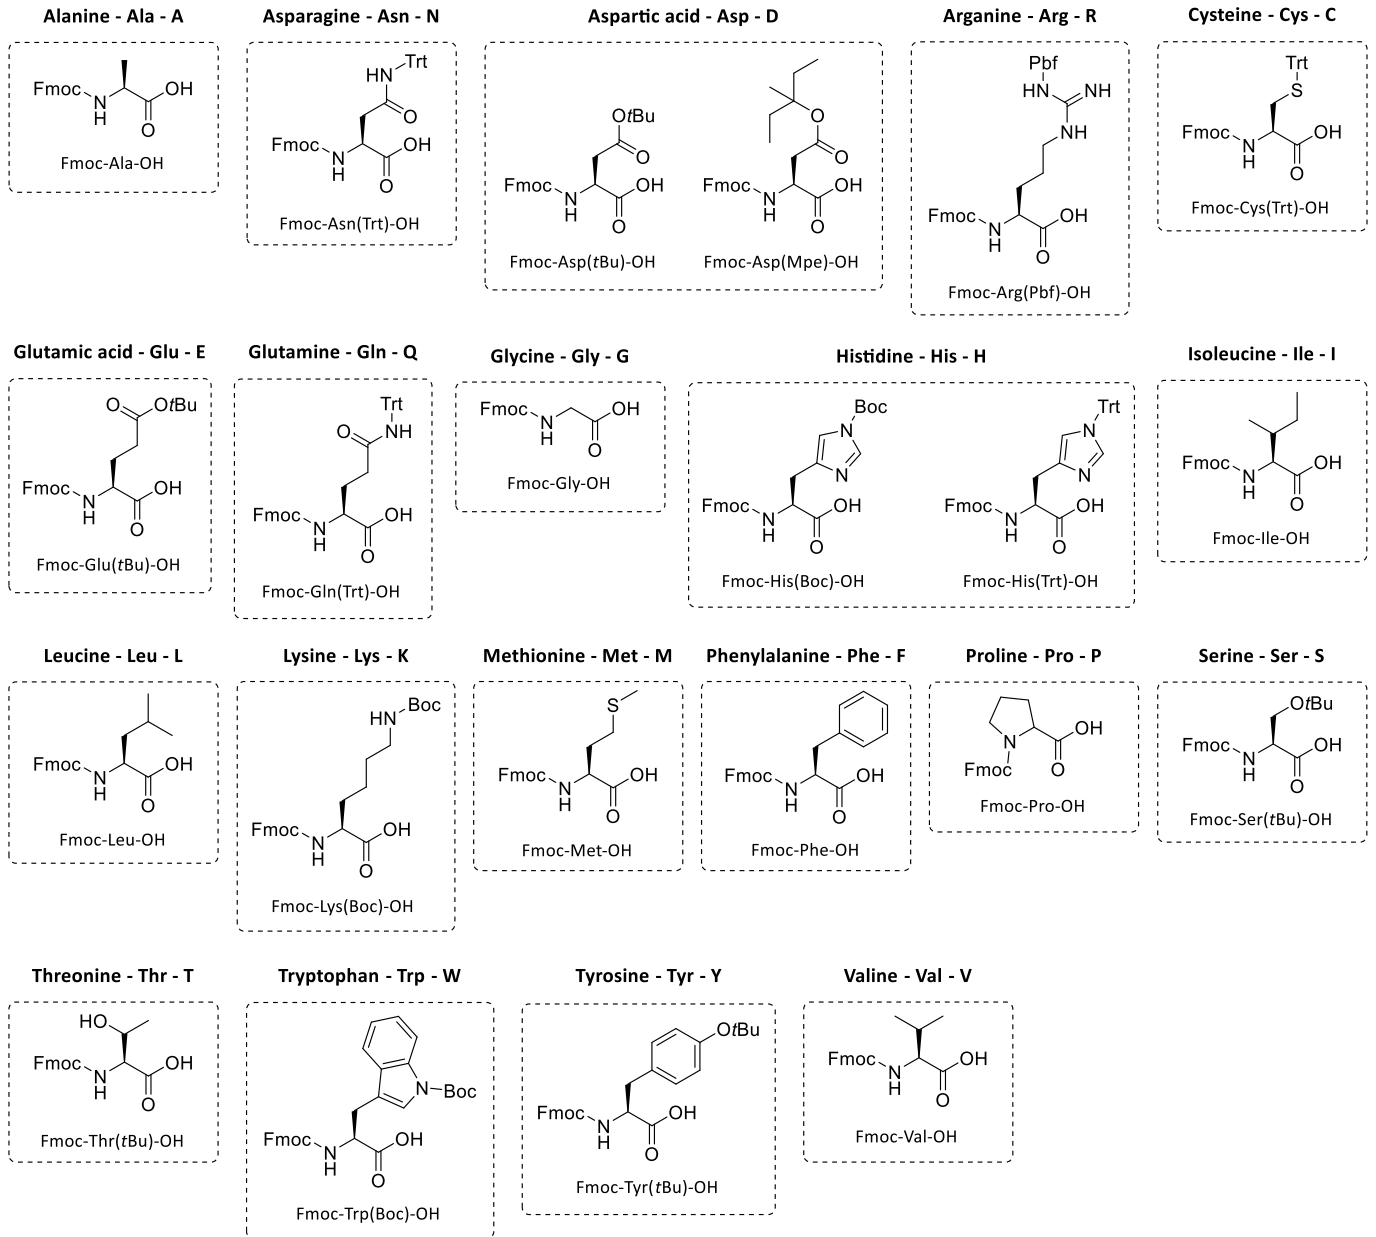 Alanine - Ala - A
Fmoc
N
H
OH
O
Fmoc-Ala-OH
Asparagine - Asn - N
HN
Trt
O
Fmoc
N
H
OH
O
Fmoc-Asn(Trt)-OH
Aspartic acid - Asp - D
OtBu
O
Fmoc
N
H
OH
O
Fmoc-Asp(tBu)-OH
O
O
Fmoc
N
H
OH
O
Fmoc-Asp(Mpe)-OH
Arganine - Arg - R
Pbf
HN
NH
NH
Fmoc
N
H
OH
O
Fmoc-Arg(Pbf)-OH
Cysteine - Cys - C
Trt
S
Fmoc
N
H
OH
O
Fmoc-Cys(Trt)-OH
Glutamic acid - Glu - E
O
OtBu
Fmoc
N
H
OH
O
Fmoc-Glu(tBu)-OH
Glutamine - Gln - Q
Trt
O
NH
Fmoc
N
H
OH
O
Fmoc-Gln(Trt)-OH
Glycine - Gly - G
Fmoc
N
H
OH
O
Fmoc-Gly-OH
Histidine - His - H
Boc
N
N
Fmoc
N
H
OH
O
Fmoc-His(Boc)-OH
Trt
N
N
Fmoc
N
H
OH
O
Fmoc-His(Trt)-OH
Isoleucine - Ile - I
Fmoc
N
H
OH
O
Fmoc-Ile-OH
Leucine - Leu - L
Fmoc
N
H
OH
O
Fmoc-Leu-OH
Lysine - Lys - K
HN
Boc
Fmoc
N
H
OH
O
Fmoc-Lys(Boc)-OH
Methionine - Met - M
S
Fmoc
N
H
OH
O
Fmoc-Met-OH
Phenylalanine - Phe - F
Fmoc
N
H
OH
O
Fmoc-Phe-OH
Proline - Pro - P
N
Fmoc
OH
O
Fmoc-Pro-OH
Serine - Ser - S
OtBu
Fmoc
N
H
OH
O
Fmoc-Ser(tBu)-OH
Threonine - Thr - T
HO
Fmoc
N
H
OH
O
Fmoc-Thr(tBu)-OH
Tryptophan - Trp - W
N
Boc
Fmoc
N
H
OH
O
Fmoc-Trp(Boc)-OH
Tyrosine - Tyr - Y
OtBu
Fmoc
N
H
OH
O
Fmoc-Tyr(tBu)-OH
Valine - Val - V
Fmoc
N
H
OH
O
Fmoc-Val-OH